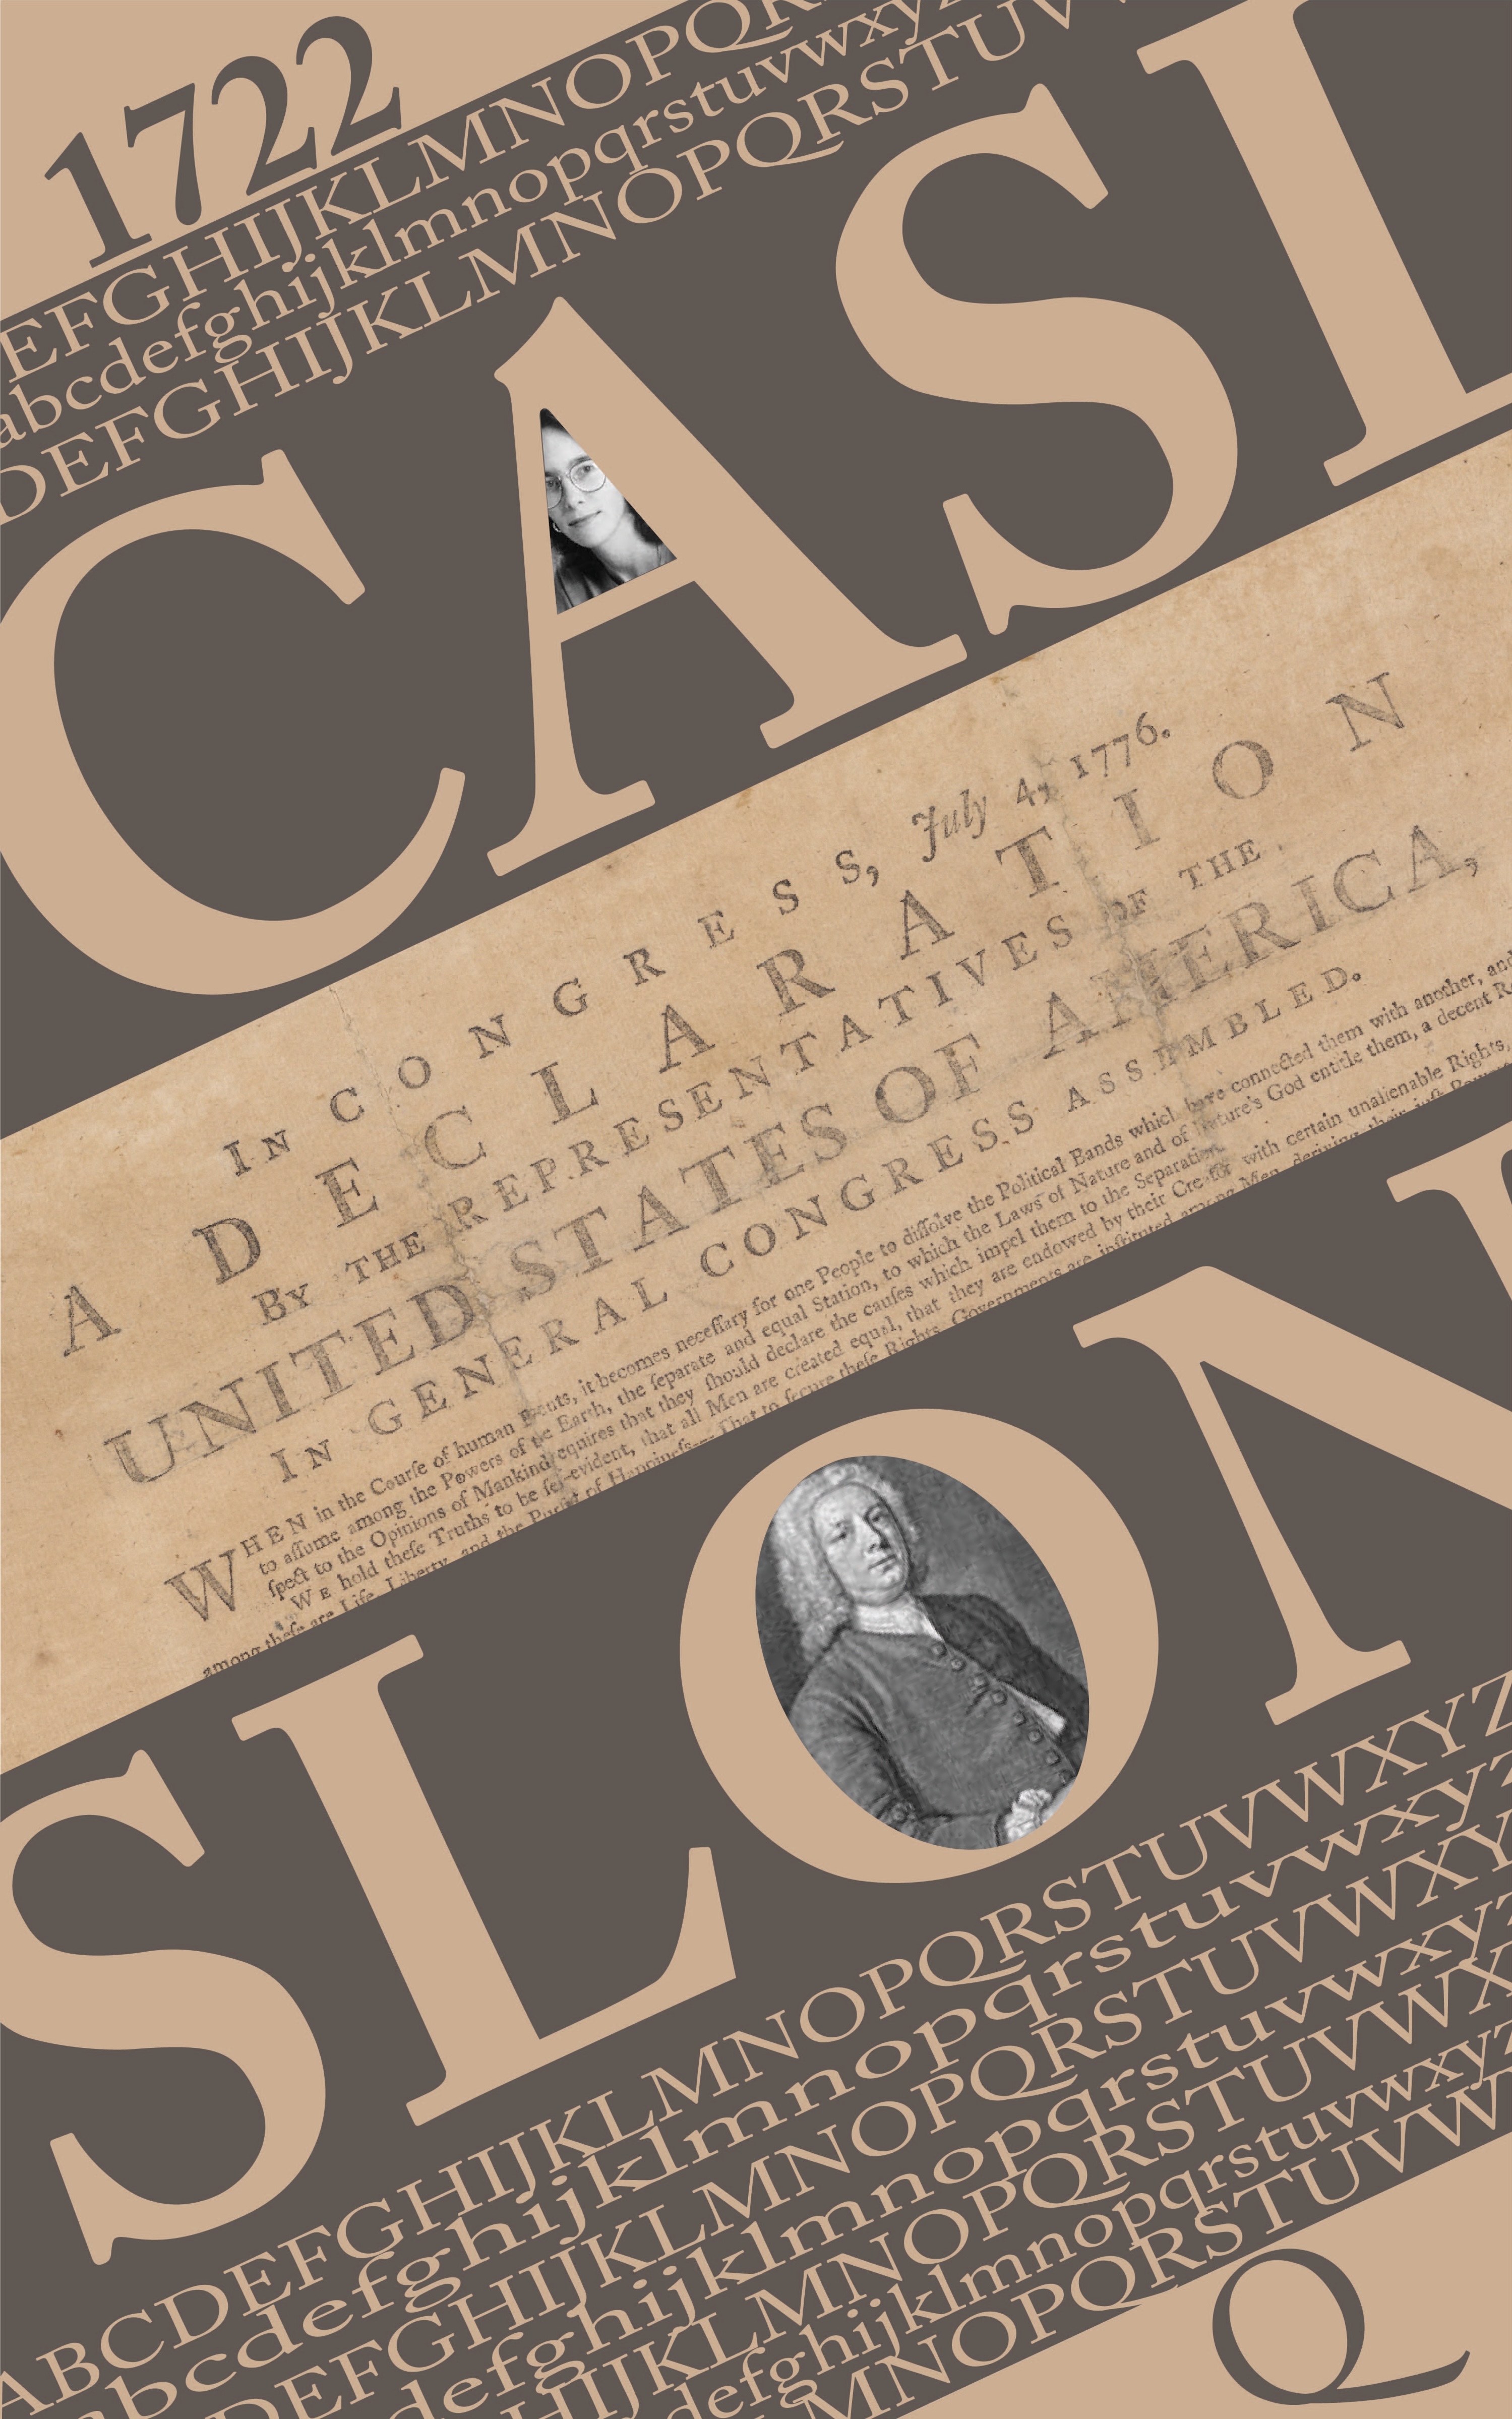 1722
EFGHIJKLMNOPQR
abcdefghijklmnopqrstuvwxyz
DEFGHIJKLMNOPQRSTUV
CASL
IN CONGRESS, July 4, 1776.
A DECLARATION
BY THE REPRESENTATIVES OF THE
UNITED STATES OF AMERICA,
IN GENERAL CONGRESS ASSEMBLED.
WHEN in the Courſe of human Events, it becomes neceſſary for one People to diſſolve the Political Bands which have connected them with another, and
to aſſume among the Powers of the Earth, the ſeparate and equal Station, to which the Laws of Nature and of Nature's God entitle them, a decent
ſpect to the Opinions of Mankind requires that they ſhould declare the cauſes which impel them to the Separation.
WE hold theſe Truths to be ſelf-evident, that all Men are created equal, that they are endowed by their Creator with certain unalienable Rights,
among theſe are Life, Liberty, and the Purſuit of Happineſs—That to ſecure theſe Rights, Governments are inſtituted among Men, deriving their juſt
SLON
ABCDEFGHIJKLMNOPQRSTUVWXYZ
abcdefghijklmnopqrstuvwxyz
DEFGHIJKLMNOPQRSTUVWXY
defghijklmnopqrstuvwxyz
HIJKLMNOPQRSTUVWX
defghijklmnopqrstuvwxyz
MNOPQRSTUVW
Q